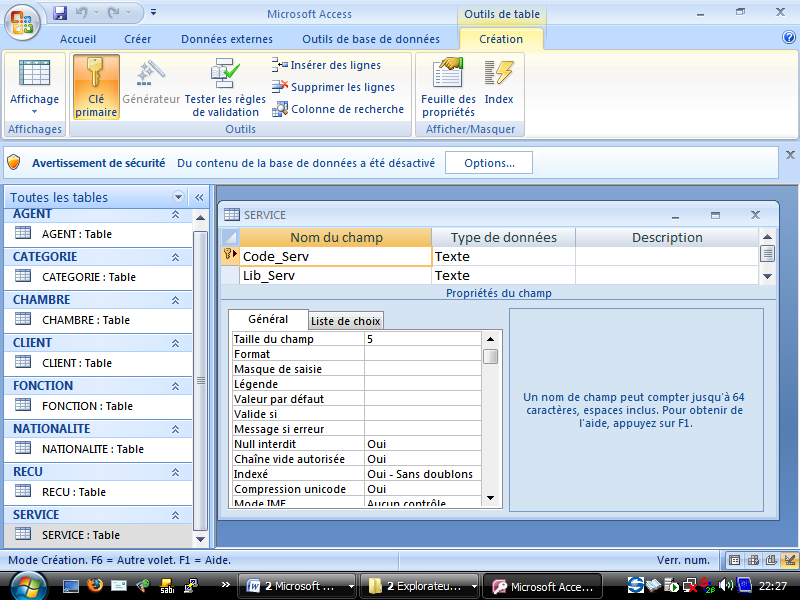 Microsoft Access
Outils de table
Accueil
Créer
Données externes
Outils de base de données
Création
Affichage
Clé primaire
Générateur
Tester les règles de validation
Insérer des lignes
Supprimer les lignes
Colonne de recherche
Feuille des propriétés
Index
Affichages
Outils
Afficher/Masquer
Avertissement de sécurité
Du contenu de la base de données a été désactivé
Options...
Toutes les tables
AGENT
AGENT : Table
CATEGORIE
CATEGORIE : Table
CHAMBRE
CHAMBRE : Table
CLIENT
CLIENT : Table
FONCTION
FONCTION : Table
NATIONALITE
NATIONALITE : Table
RECU
RECU : Table
SERVICE
SERVICE : Table
SERVICE
Nom du champ Type de données Description
Code_Serv Texte
Lib_Serv Texte
Propriétés du champ
Général
Liste de choix
Taille du champ 5
Format
Masque de saisie
Légende
Valeur par défaut
Valide si
Message si erreur
Null interdit Oui
Chaîne vide autorisée Oui
Indexé Oui - Sans doublons
Compression unicode Oui
Mode IME Aucun contrôle
Un nom de champ peut compter jusqu'à 64
caractères, espaces inclus. Pour obtenir de
l'aide, appuyez sur F1.
Mode Création. F6 = Autre volet. F1 = Aide.
Verr. num.
sabi
2 Microsoft ...
2 Explorateu...
Microsoft Acce...
22:27